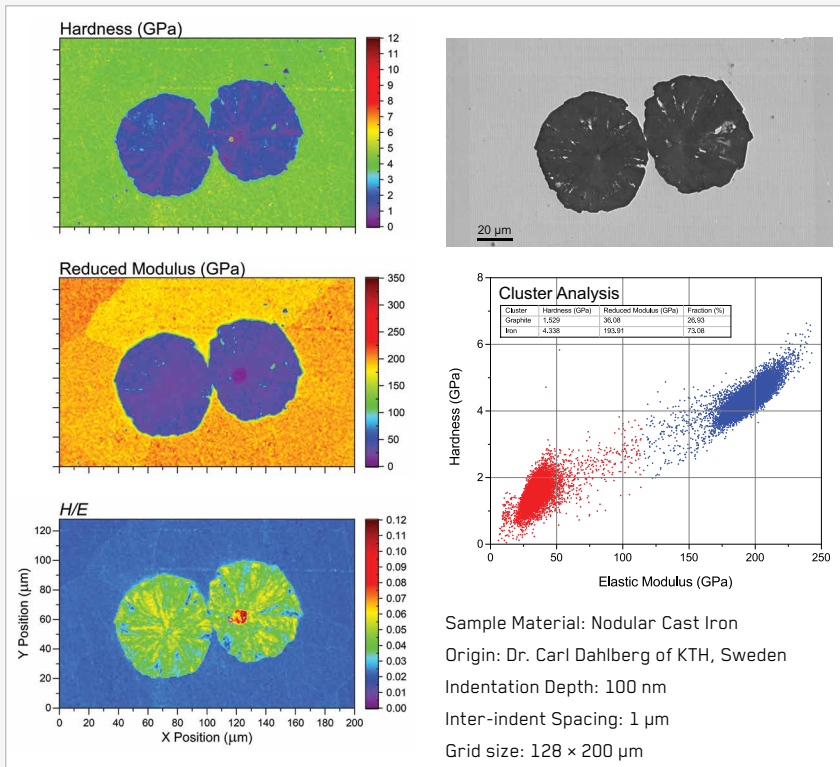 Hardness (GPa)
12
11
10
9
8
7
6
5
4
3
2
1
0
20 µm
Reduced Modulus (GPa)
350
300
250
200
150
100
50
0
Cluster Analysis
Cluster Hardness (GPa) Reduced Modulus (GPa) Fraction (%)
Graphite 1,529 36,08 26,93
Iron 4.338 193.91 73.08
8
6
4
2
0
Hardness (GPa)
0 50 100 150 200 250
Elastic Modulus (GPa)
H/E
120
100
80
60
40
20
0
Y Position (µm)
0 20 40 60 80 100 120 140 160 180 200
X Position (µm)
0.12
0.11
0.10
0.09
0.08
0.07
0.06
0.05
0.04
0.03
0.02
0.01
0.00
Sample Material: Nodular Cast Iron
Origin: Dr. Carl Dahlberg of KTH, Sweden
Indentation Depth: 100 nm
Inter-indent Spacing: 1 µm
Grid size: 128 × 200 µm